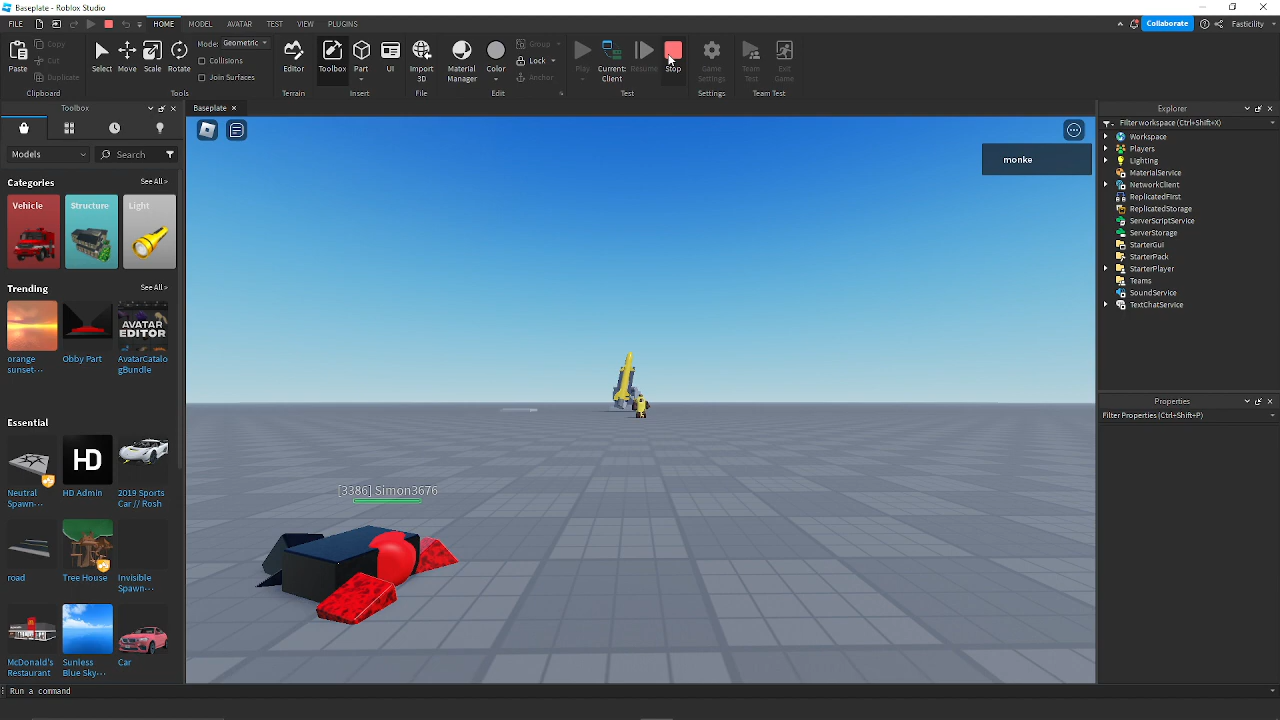 Baseplate - Roblox Studio
FILE HOME MODEL AVATAR TEST VIEW PLUGINS Collaborate Fasticility
Paste Copy Cut Duplicate Clipboard
Select Move Scale Rotate Mode: Geometric Collisions Join Surfaces Tools
Editor Terrain
Toolbox Part UI Insert
Import 3D File
Material Manager Color Group Lock Anchor Edit
Play Current: Client Resume Stop Test
Game Settings Settings
Team Test Exit Game Team Test
Toolbox
Models Search
Categories See All >
Vehicle Structure Light
Trending See All >
AVATAR EDITOR
orange sunset··· Obby Part AvatarCatalogBundle
Essential
HD
Neutral Spawn··· HD Admin 2019 Sports Car // Rosh
road Tree House Invisible Spawn···
McDonald's Restaurant Sunless Blue Sky··· Car
Baseplate
monke
[3386] Simon3676
Explorer
Filter workspace (Ctrl+Shift+X)
Workspace
Players
Lighting
MaterialService
NetworkClient
ReplicatedFirst
ReplicatedStorage
ServerScriptService
ServerStorage
StarterGui
StarterPack
StarterPlayer
Teams
SoundService
TextChatService
Properties
Filter Properties (Ctrl+Shift+P)
Run a command